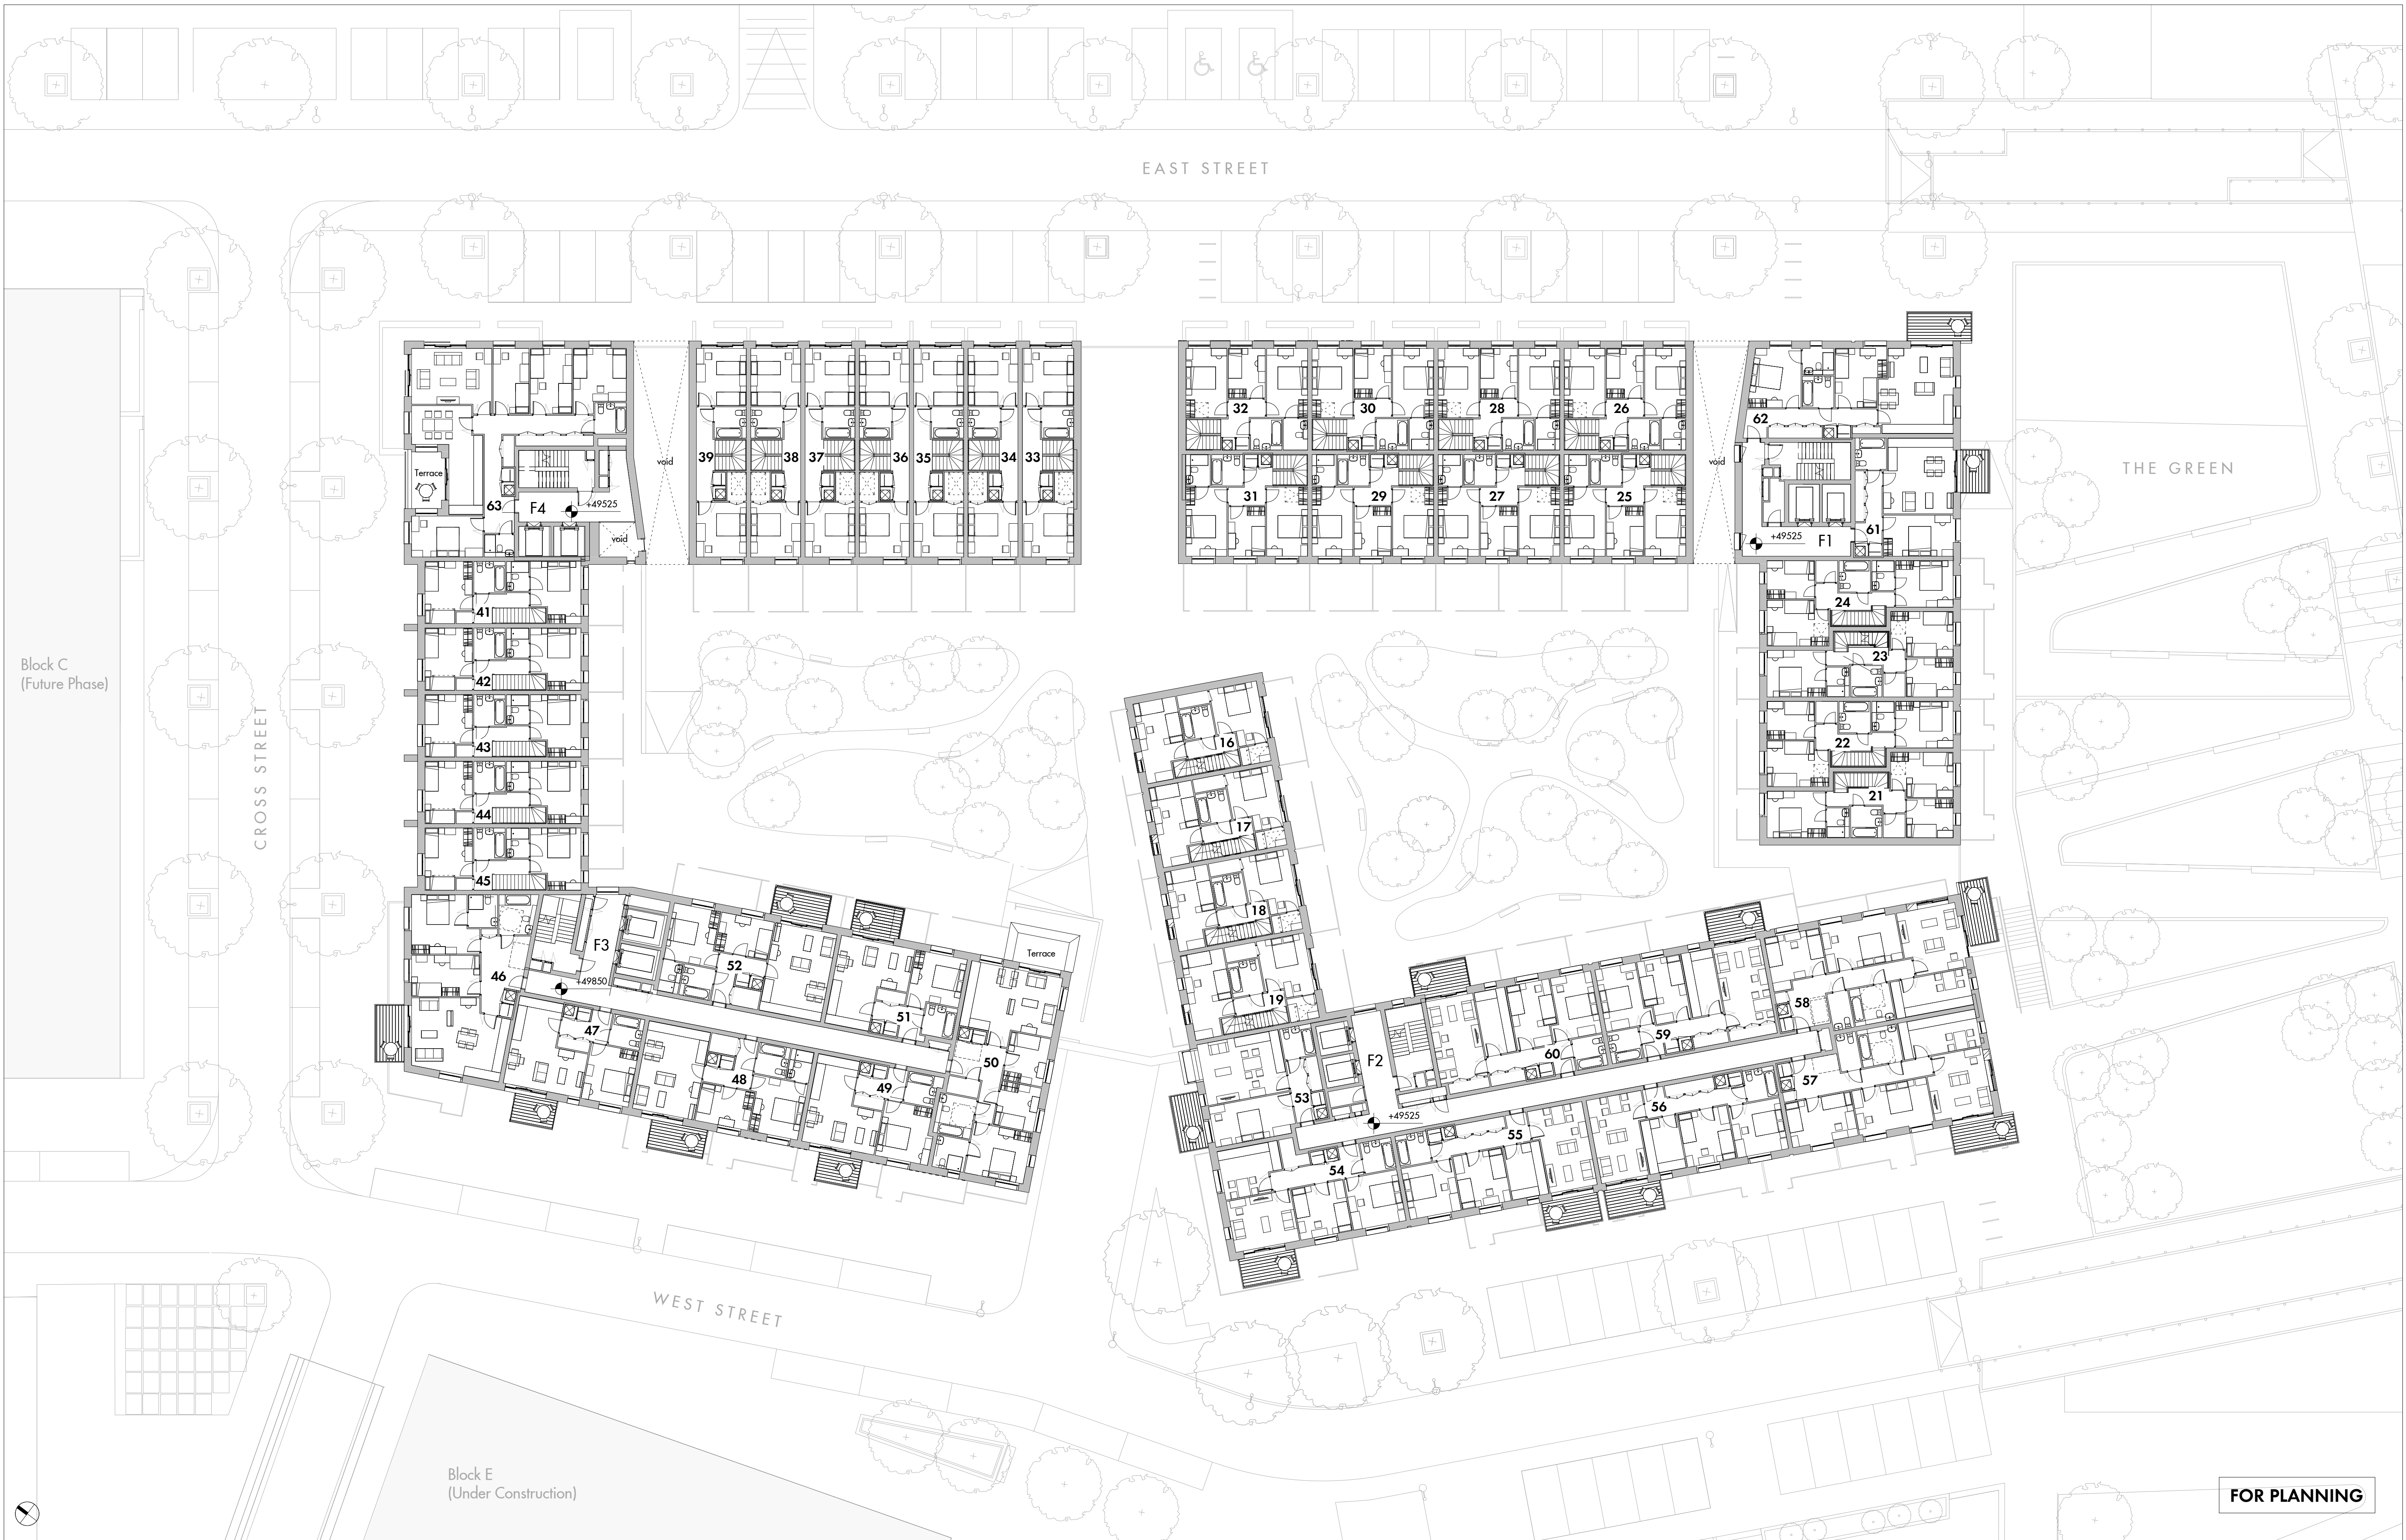 EAST STREET
32
30
28
26
62
39
38
37
36
35
34
33
void
void
THE GREEN
Terrace
63
F4
+49525
31
29
27
25
61
+49525
F1
void
41
24
Block C
(Future Phase)
42
23
CROSS STREET
43
16
22
44
17
21
45
18
F3
52
Terrace
46
+49850
19
58
51
47
59
50
F2
60
48
49
57
53
56
+49525
55
54
WEST STREET
Block E
(Under Construction)
FOR PLANNING